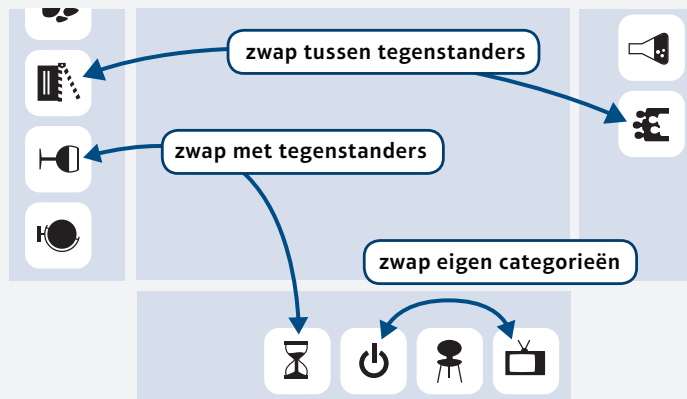 zwap tussen tegenstanders
zwap met tegenstanders
zwap eigen categorieën